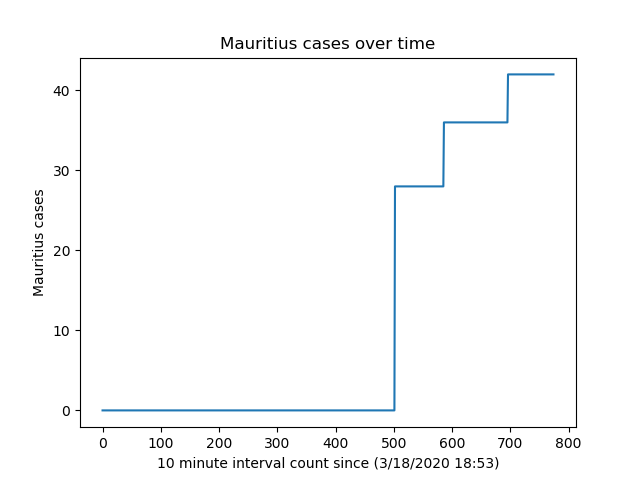 Mauritius cases over time
40
30
20
10
0
Mauritius cases
0 100 200 300 400 500 600 700 800
10 minute interval count since (3/18/2020 18:53)